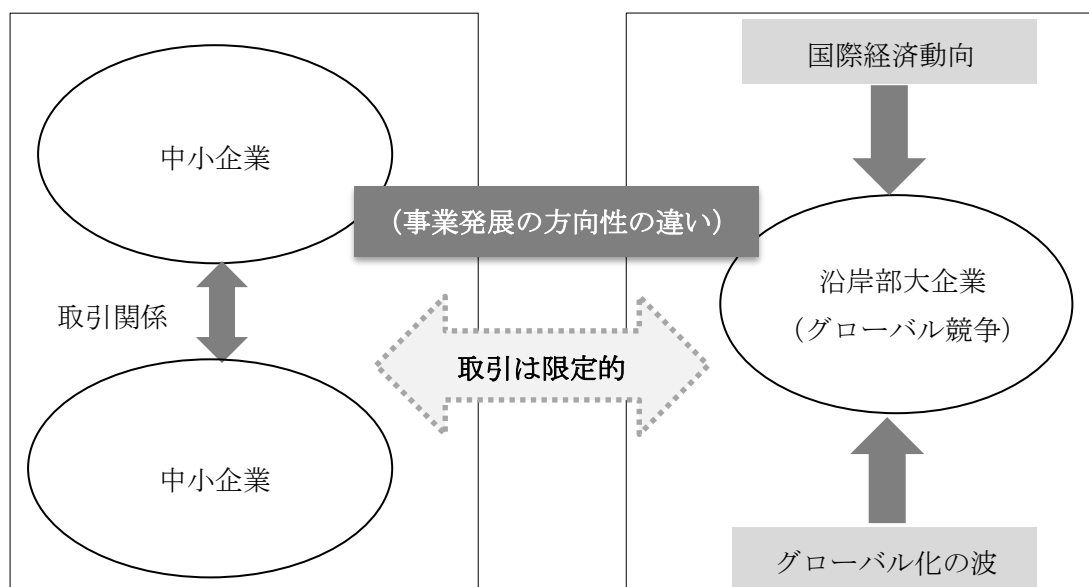 国際経済動向
中小企業
(事業発展の方向性の違い)
沿岸部大企業
(グローバル競争)
取引関係
取引は限定的
中小企業
グローバル化の波